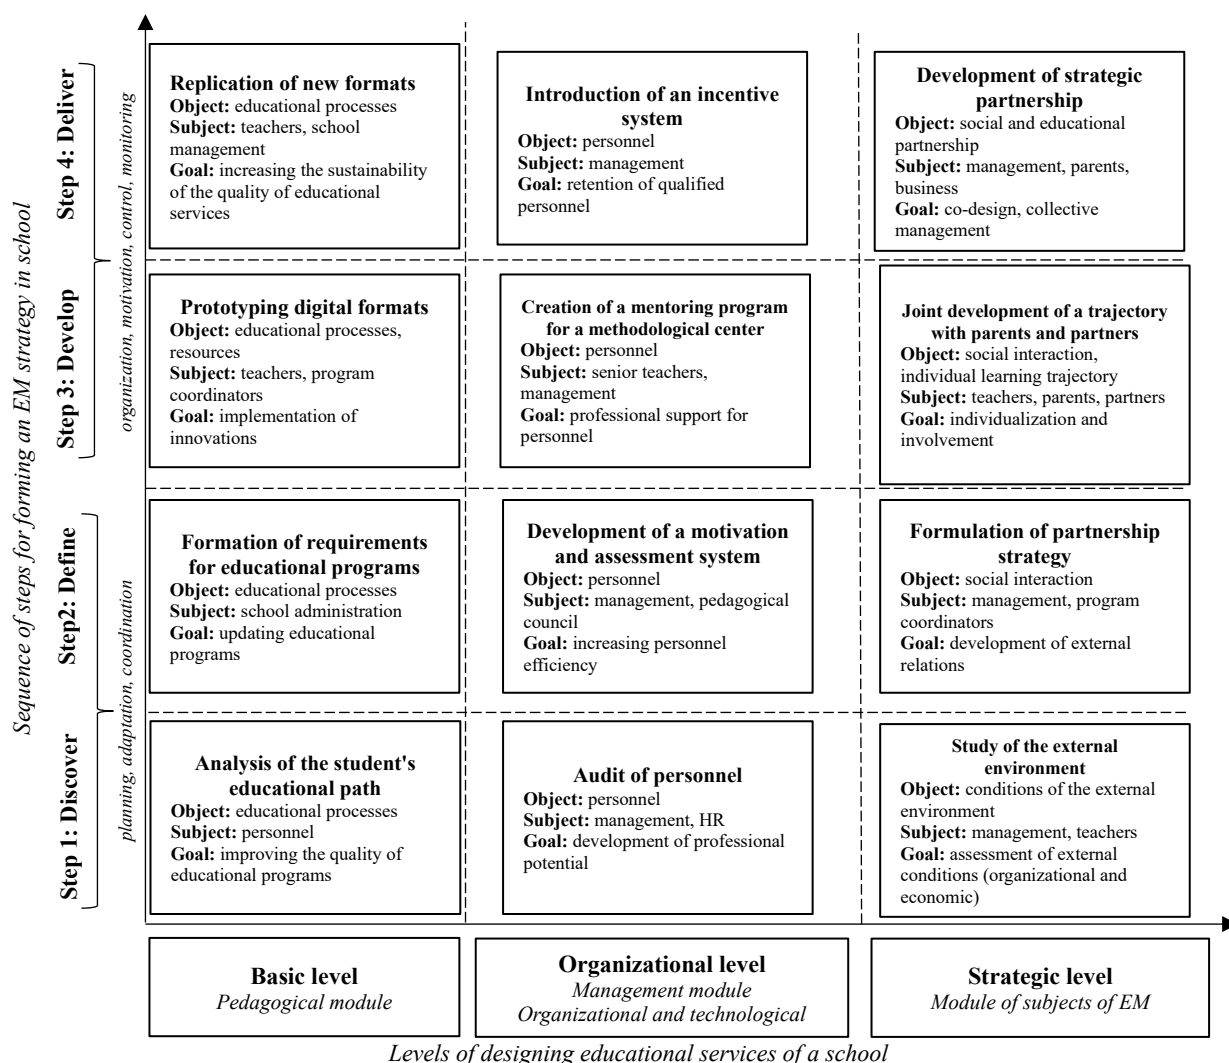 Sequence of steps for forming an EM strategy in school
Step 4: Deliver
Step 3: Develop
organization, motivation, control, monitoring
Step2: Define
Step 1: Discover
planning, adaptation, coordination
Replication of new formats
Object: educational processes
Subject: teachers, school
management
Goal: increasing the sustainability
of the quality of educational
services
Introduction of an incentive
system
Object: personnel
Subject: management
Goal: retention of qualified
personnel
Development of strategic
partnership
Object: social and educational
partnership
Subject: management, parents,
business
Goal: co-design, collective
management
Prototyping digital formats
Object: educational processes,
resources
Subject: teachers, program
coordinators
Goal: implementation of
innovations
Creation of a mentoring program
for a methodological center
Object: personnel
Subject: senior teachers,
management
Goal: professional support for
personnel
Joint development of a trajectory
with parents and partners
Object: social interaction,
individual learning trajectory
Subject: teachers, parents, partners
Goal: individualization and
involvement
Formation of requirements
for educational programs
Object: educational processes
Subject: school administration
Goal: updating educational
programs
Development of a motivation
and assessment system
Object: personnel
Subject: management, pedagogical
council
Goal: increasing personnel
efficiency
Formulation of partnership
strategy
Object: social interaction
Subject: management, program
coordinators
Goal: development of external
relations
Analysis of the student's
educational path
Object: educational processes
Subject: personnel
Goal: improving the quality of
educational programs
Audit of personnel
Object: personnel
Subject: management, HR
Goal: development of professional
potential
Study of the external
environment
Object: conditions of the external
environment
Subject: management, teachers
Goal: assessment of external
conditions (organizational and
economic)
Basic level
Pedagogical module
Organizational level
Management module
Organizational and technological
Strategic level
Module of subjects of EM
Levels of designing educational services of a school